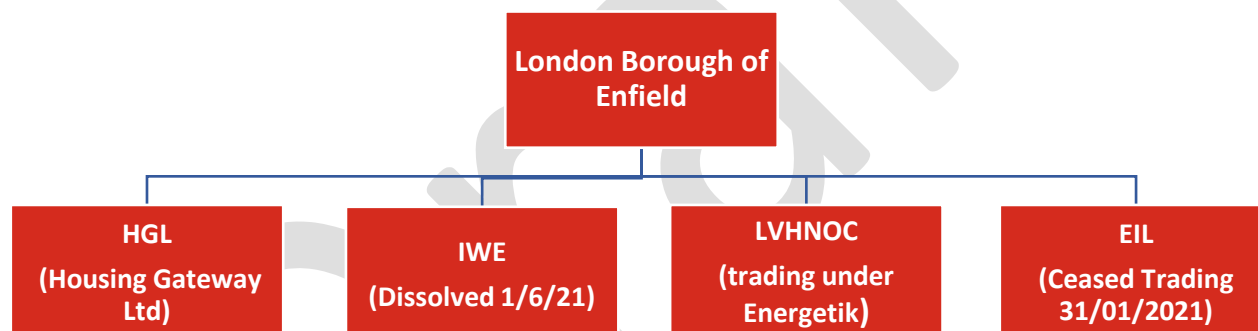 London Borough of
Enfield
HGL
(Housing Gateway
Ltd)
IWE
(Dissolved 1/6/21)
LVHNOC
(trading under
Energetik)
EIL
(Ceased Trading
31/01/2021)